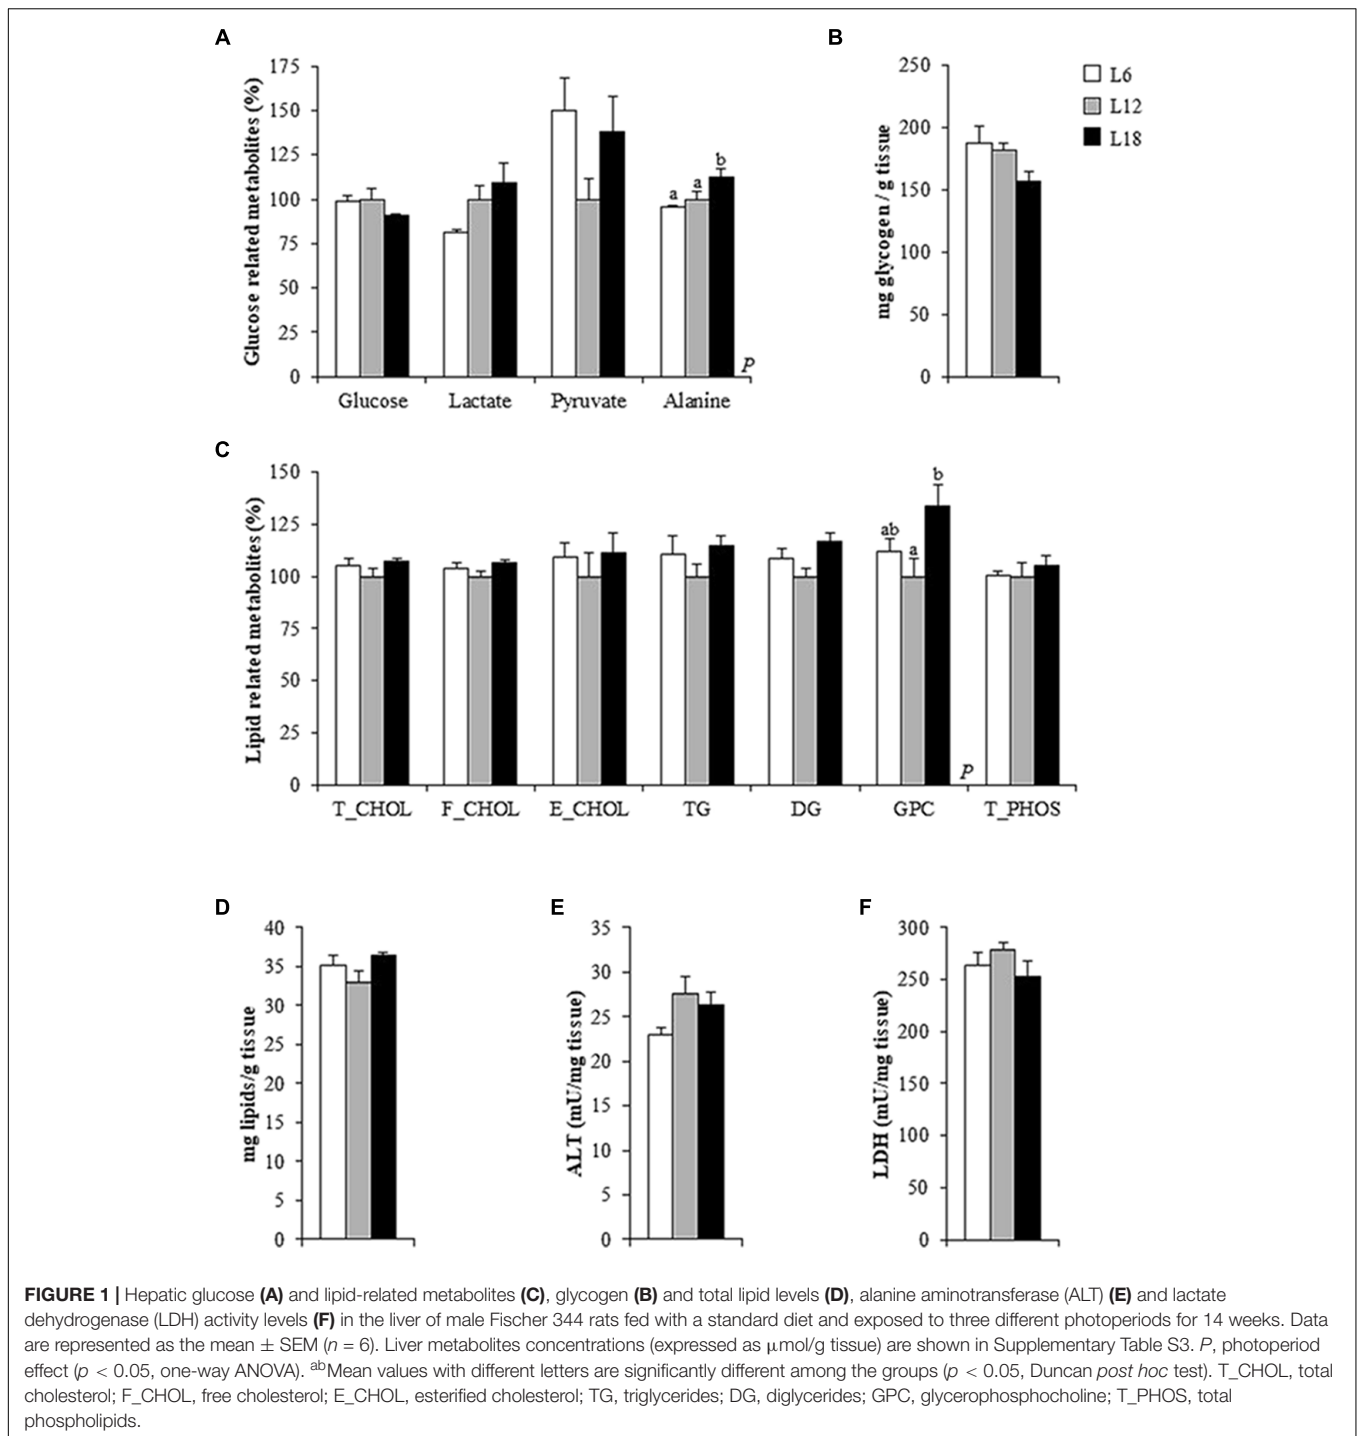 A
B
175
150
125
100
75
50
25
0
Glucose related metabolites (%)
a
a
b
P
Glucose
Lactate
Pyruvate
Alanine
250
200
150
100
50
0
mg glycogen / g tissue
L6
L12
L18
C
150
125
100
75
50
25
0
Lipid related metabolites (%)
ab
a
b
P
T_CHOL
F_CHOL
E_CHOL
TG
DG
GPC
T_PHOS
D
40
35
30
25
20
15
10
5
0
mg lipids/g tissue
E
35
30
25
20
15
10
5
0
ALT (mU/mg tissue)
F
300
250
200
150
100
50
0
LDH (mU/mg tissue)
FIGURE 1 | Hepatic glucose (A) and lipid-related metabolites (C), glycogen (B) and total lipid levels (D), alanine aminotransferase (ALT) (E) and lactate
dehydrogenase (LDH) activity levels (F) in the liver of male Fischer 344 rats fed with a standard diet and exposed to three different photoperiods for 14 weeks. Data
are represented as the mean ± SEM (n = 6). Liver metabolites concentrations (expressed as μmol/g tissue) are shown in Supplementary Table S3. P, photoperiod
effect (p < 0.05, one-way ANOVA). abMean values with different letters are significantly different among the groups (p < 0.05, Duncan post hoc test). T_CHOL, total
cholesterol; F_CHOL, free cholesterol; E_CHOL, esterified cholesterol; TG, triglycerides; DG, diglycerides; GPC, glycerophosphocholine; T_PHOS, total
phospholipids.